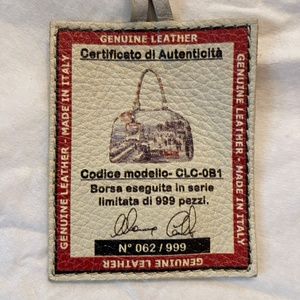 GENUINE LEATHER
Certificato di Autenticità
Codice modello- CLC-0B1
Borsa eseguita in serie
limitata di 999 pezzi.
N° 062 / 999
GENUINE LEATHER
GENUINE LEATHER - MADE IN ITALY
GENUINE LEATHER - MADE IN ITALY